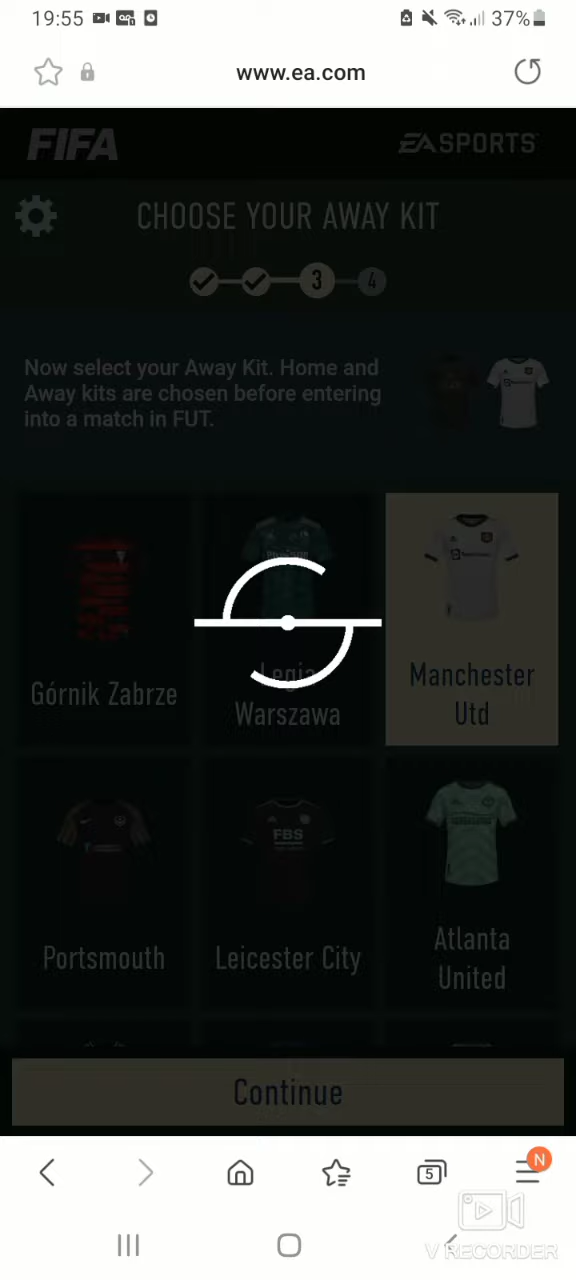 19:55
37%
www.ea.com
FIFA
EA SPORTS
CHOOSE YOUR AWAY KIT
3
4
Now select your Away Kit. Home and
Away kits are chosen before entering
into a match in FUT.
Górnik Zabrze
Legia
Warszawa
Manchester
Utd
FBS
Portsmouth
Leicester City
Atlanta
United
Continue
5
N
V RECORDER